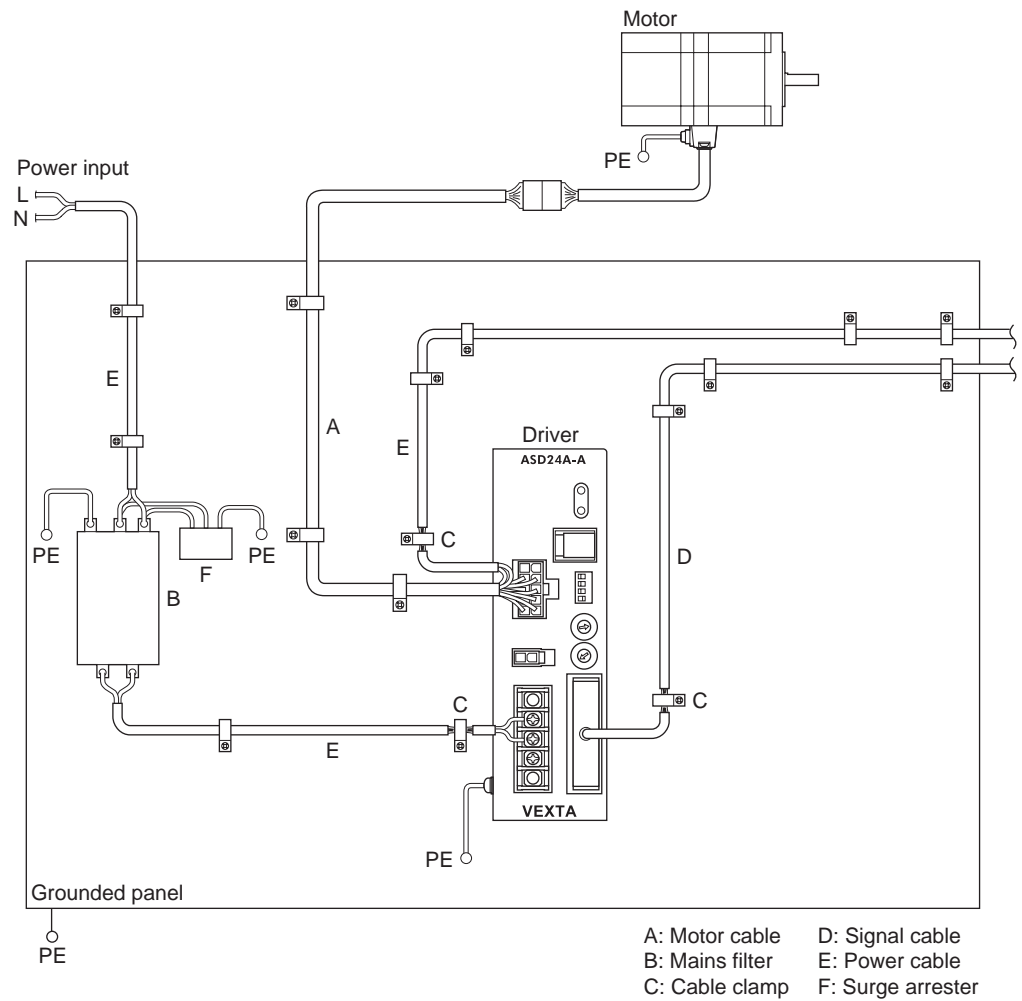 Motor
PE
Power input
L
N
E
A
E
Driver
ASD24A-A
PE
F
PE
C
D
B
C
C
E
VEXTA
PE
Grounded panel
PE
A: Motor cable
D: Signal cable
B: Mains filter
E: Power cable
C: Cable clamp
F: Surge arrester